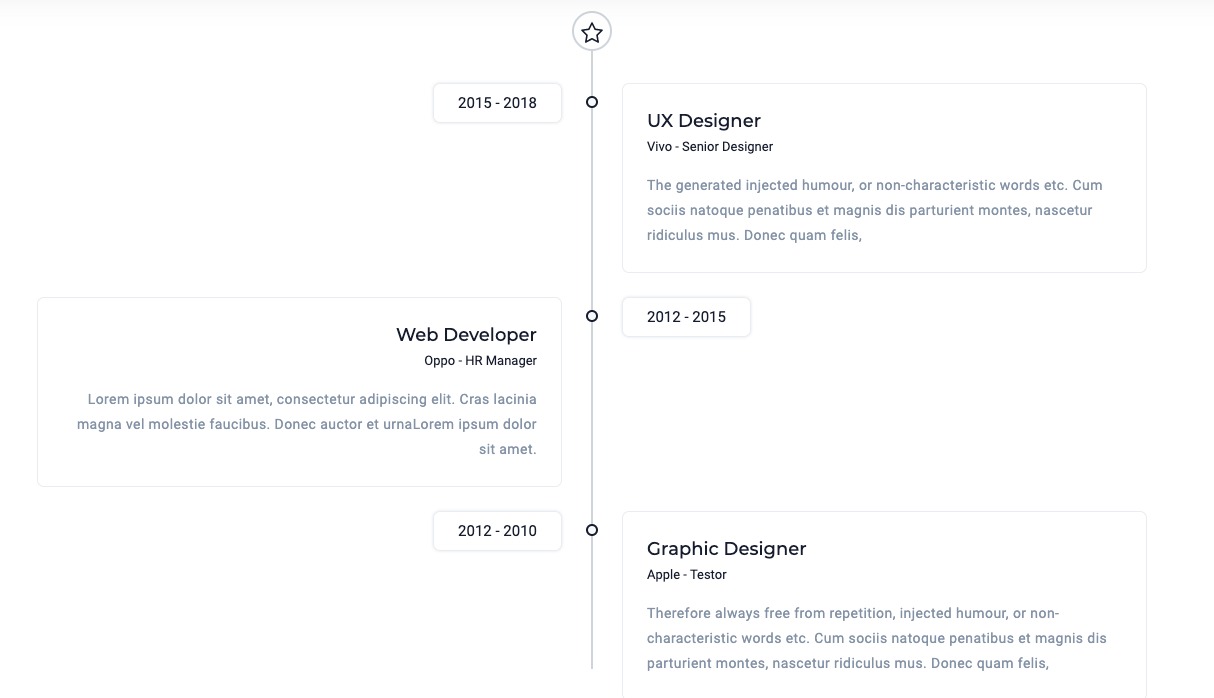 2015 - 2018
UX Designer
Vivo - Senior Designer
The generated injected humour, or non-characteristic words etc. Cum
sociis natoque penatibus et magnis dis parturient montes, nascetur
ridiculus mus. Donec quam felis,
Web Developer
Oppo - HR Manager
Lorem ipsum dolor sit amet, consectetur adipiscing elit. Cras lacinia
magna vel molestie faucibus. Donec auctor et urnaLorem ipsum dolor
sit amet.
2012 - 2015
2012 - 2010
Graphic Designer
Apple - Testor
Therefore always free from repetition, injected humour, or non-
characteristic words etc. Cum sociis natoque penatibus et magnis dis
parturient montes, nascetur ridiculus mus. Donec quam felis,